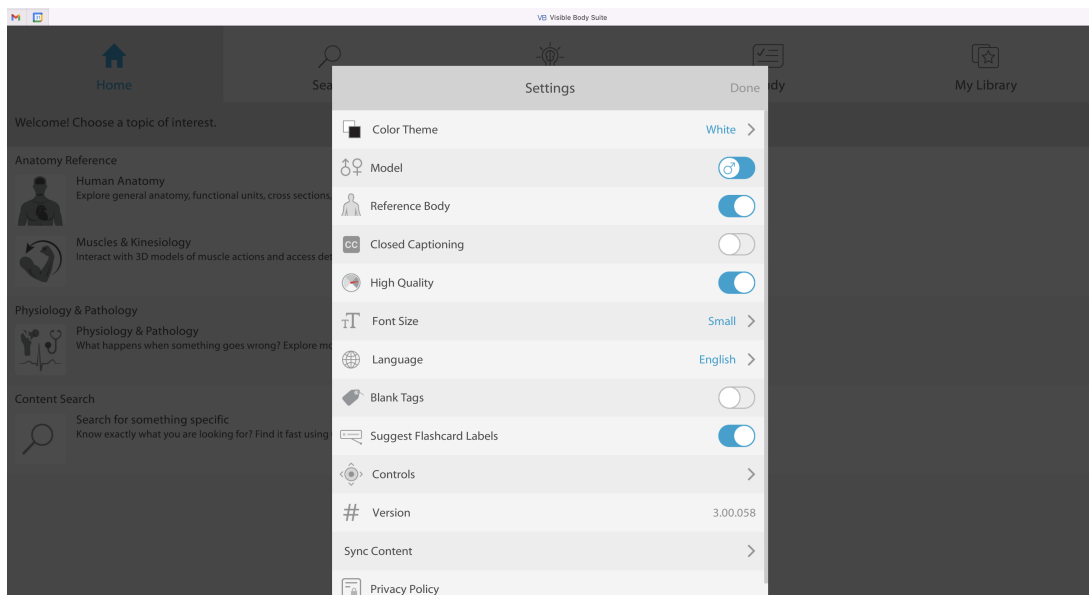 VB Visible Body Suite
Home
Sea
dy
My Library
Settings
Done
Welcome! Choose a topic of interest.
Anatomy Reference
Human Anatomy
Explore general anatomy, functional units, cross sections,
Muscles & Kinesiology
Interact with 3D models of muscle actions and access det
Physiology & Pathology
Physiology & Pathology
What happens when something goes wrong? Explore mo
Content Search
Search for something specific
Know exactly what you are looking for? Find it fast using
Color Theme
White
Model
Reference Body
CC
Closed Captioning
High Quality
Font Size
Small
Language
English
Blank Tags
Suggest Flashcard Labels
Controls
Version
3.00.058
Sync Content
Privacy Policy